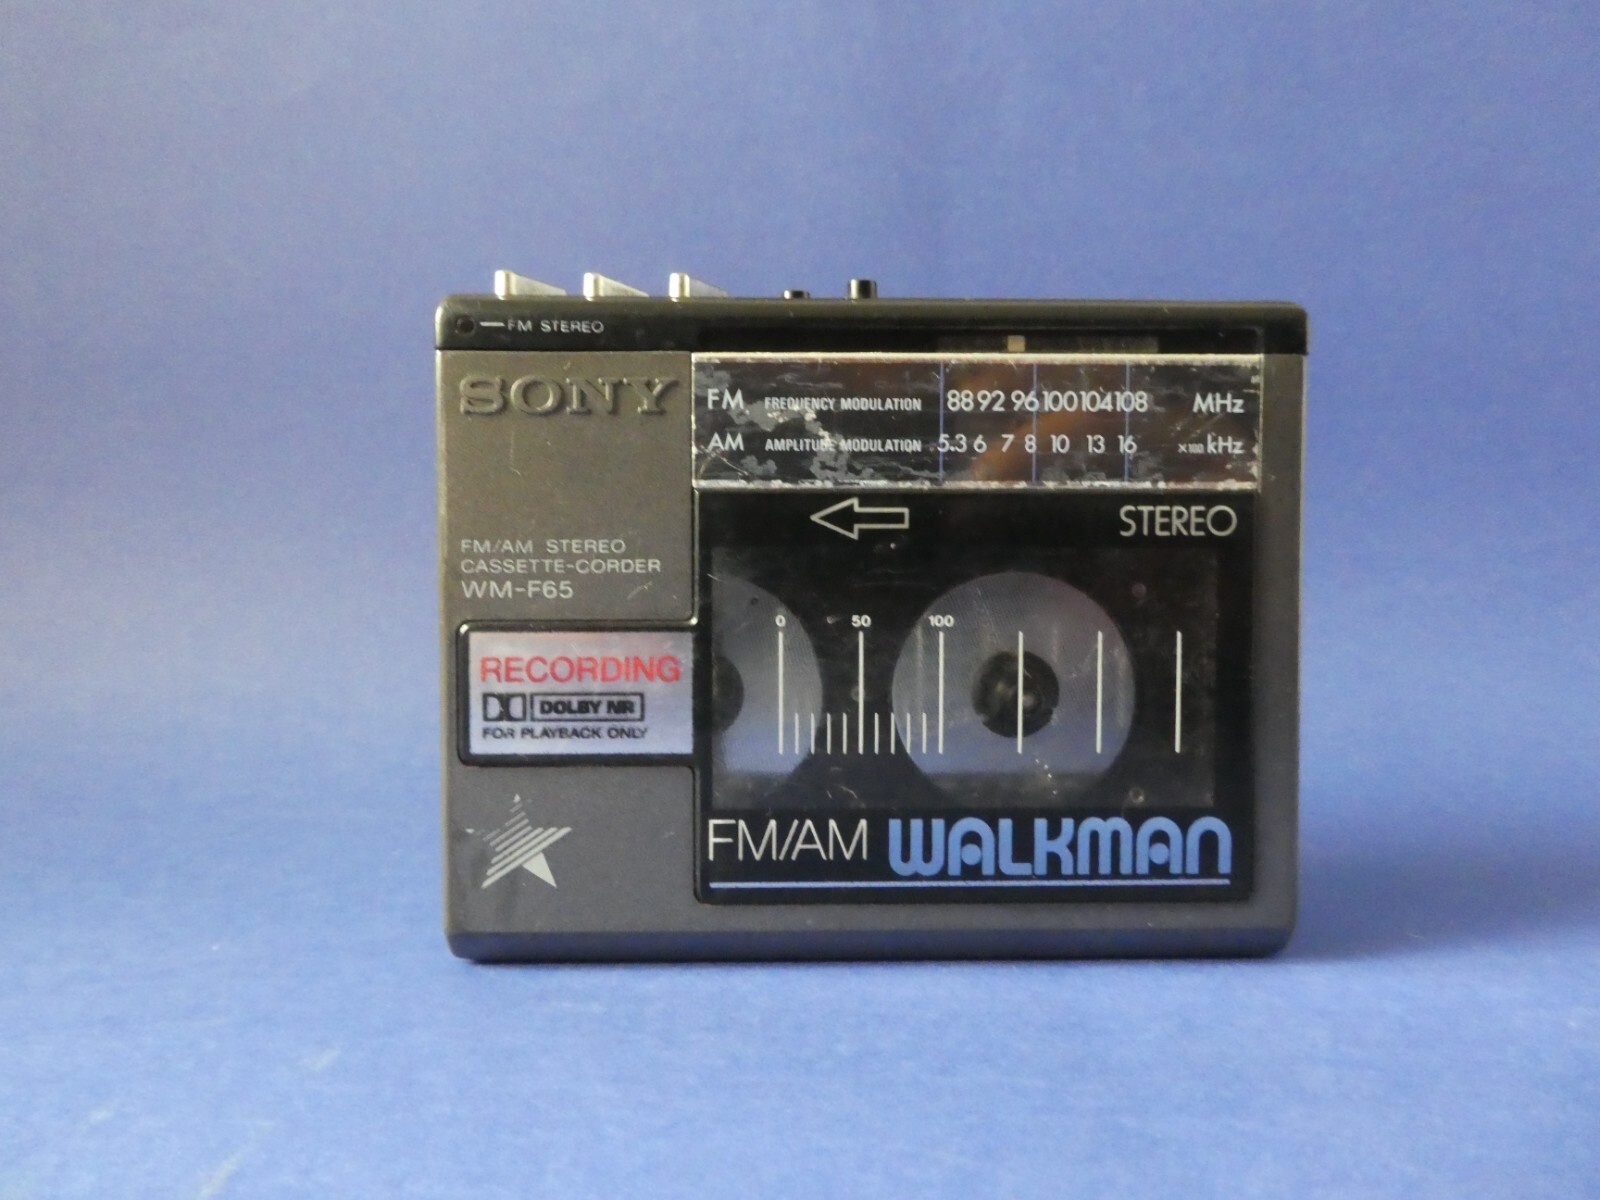 FM STEREO
SONY
FM FREQUENCY MODULATION 88 92 96 100 104 108 MHz
AM AMPLITUDE MODULATION 5.3 6 7 8 10 13 16 ×100 kHz
STEREO
FM/AM STEREO
CASSETTE-CORDER
WM-F65
0 50 100
RECORDING
DOLBY NR
FOR PLAYBACK ONLY
FM/AM WALKMAN